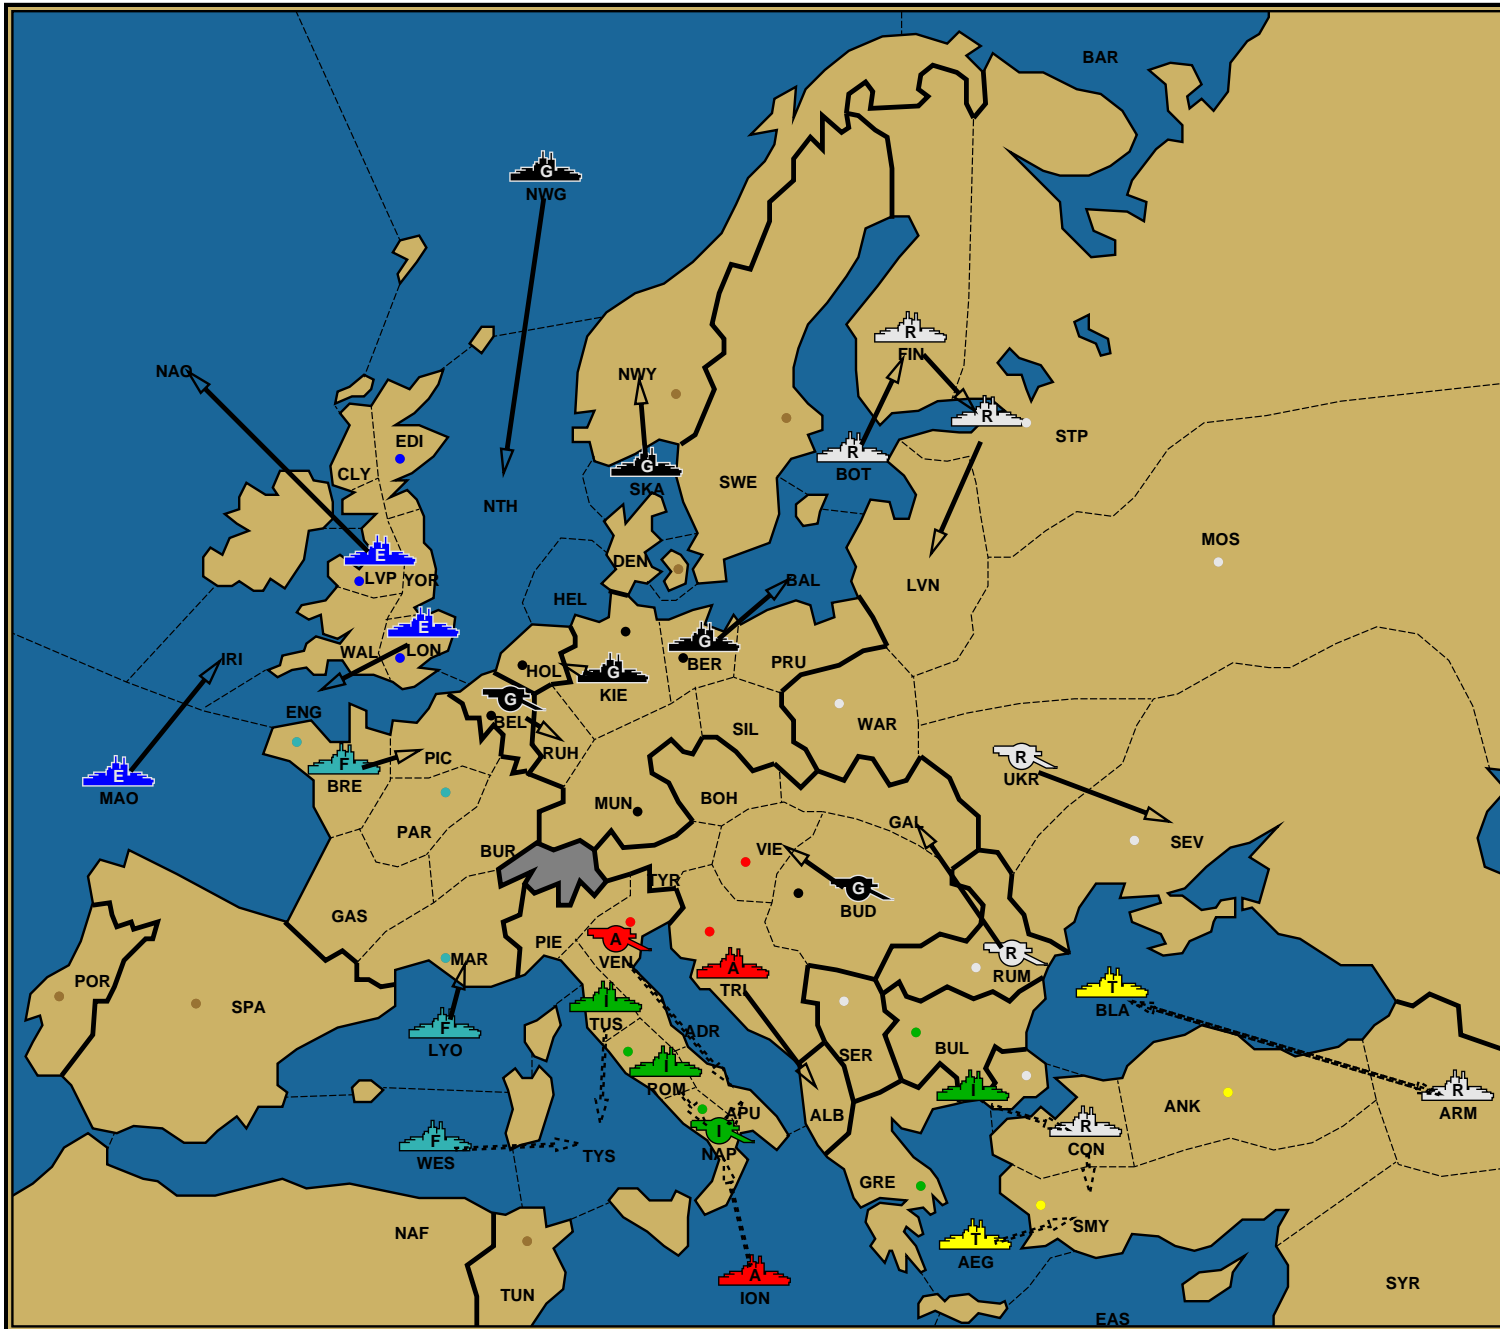 BAR
G
NWG
R
FIN
NAO
NWY
R
STP
EDI
R
BOT
G
SKA
CLY
SWE
NTH
MOS
E
LVP
YOR
DEN
BAL
LVN
HEL
E
LON
WAL
IRI
G
BER
PRU
HOL
G
KIE
G
BEL
ENG
WAR
SIL
RUH
PIC
F
BRE
R
UKR
E
MAO
BOH
MUN
GAL
PAR
SEV
BUR
VIE
TYR
G
BUD
GAS
PIE
A
VEN
MAR
R
RUM
A
TRI
POR
SPA
T
BLA
I
TUS
F
LYO
ADR
BUL
SER
I
ROM
I
R
ARM
APU
ALB
ANK
I
NAP
R
CON
F
WES
TYS
GRE
SMY
NAF
T
AEG
A
ION
SYR
TUN
EAS